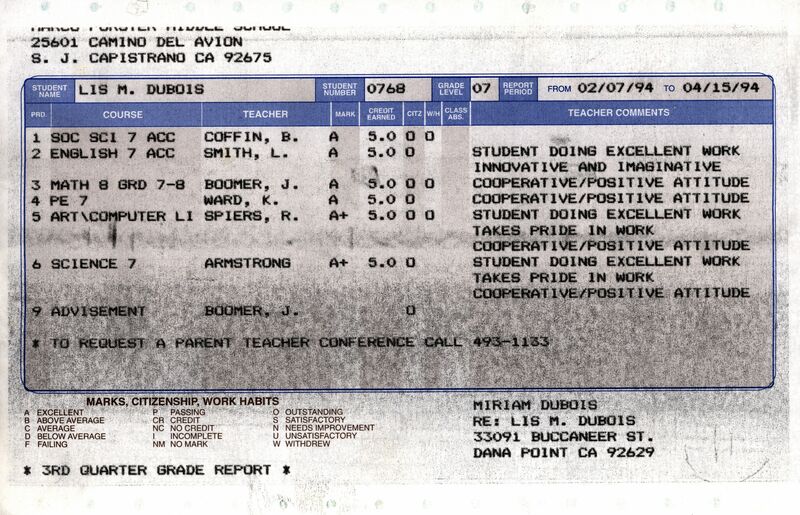 MARCO FORSTER MIDDLE SCHOOL
25601 CAMINO DEL AVION
S. J. CAPISTRANO CA 92675
STUDENT NAME LIS M. DUBOIS STUDENT NUMBER 0768 GRADE LEVEL 07 REPORT PERIOD FROM 02/07/94 TO 04/15/94
PRD. COURSE TEACHER MARK CREDIT EARNED CITZ W/H CLASS ABS. TEACHER COMMENTS
1 SOC SCI 7 ACC COFFIN, B. A 5.0 O O
2 ENGLISH 7 ACC SMITH, L. A 5.0 O STUDENT DOING EXCELLENT WORK
INNOVATIVE AND IMAGINATIVE
3 MATH 8 GRD 7-8 BOOMER, J. A 5.0 O O COOPERATIVE/POSITIVE ATTITUDE
4 PE 7 WARD, K. A 5.0 O COOPERATIVE/POSITIVE ATTITUDE
5 ART\COMPUTER LI SPIERS, R. A+ 5.0 O O STUDENT DOING EXCELLENT WORK
TAKES PRIDE IN WORK
COOPERATIVE/POSITIVE ATTITUDE
6 SCIENCE 7 ARMSTRONG A+ 5.0 O STUDENT DOING EXCELLENT WORK
TAKES PRIDE IN WORK
COOPERATIVE/POSITIVE ATTITUDE
9 ADVISEMENT BOOMER, J. O
* TO REQUEST A PARENT TEACHER CONFERENCE CALL 493-1133
MARKS, CITIZENSHIP, WORK HABITS
A EXCELLENT P PASSING O OUTSTANDING
B ABOVE AVERAGE CR CREDIT S SATISFACTORY
C AVERAGE NC NO CREDIT N NEEDS IMPROVEMENT
D BELOW AVERAGE I INCOMPLETE U UNSATISFACTORY
F FAILING NM NO MARK W WITHDREW
* 3RD QUARTER GRADE REPORT *
MIRIAM DUBOIS
RE: LIS M. DUBOIS
33091 BUCCANEER ST.
DANA POINT CA 92629